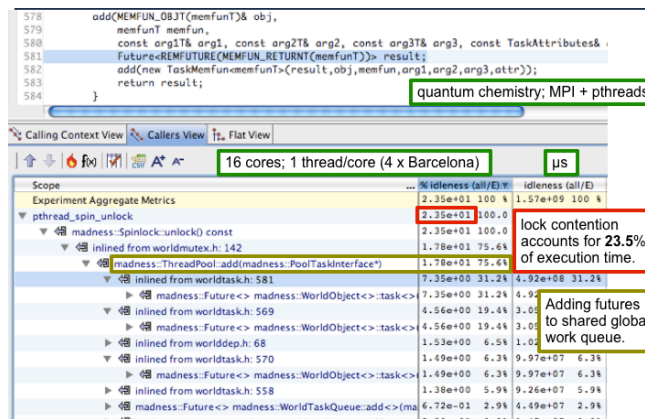 578 add(MEMFUN_OBJT(memfunT)& obj,
579 memfunT memfun,
580 const arg1T& arg1, const arg2T& arg2, const arg3T& arg3, const TaskAttributes&
581 Future<REMFUTURE(MEMFUN_RETURNT(memfunT))> result;
582 add(new TaskMemfun<memfunT>(result,obj,memfun,arg1,arg2,arg3,attr));
583 return result;
584 }
quantum chemistry; MPI + pthreads
Calling Context View Callers View Flat View
f(x) A+ A-
16 cores; 1 thread/core (4 x Barcelona)
µs
Scope ... % idleness (all/E) idleness (all/E)
Experiment Aggregate Metrics 2.35e+01 100 % 1.57e+09 100 %
pthread_spin_unlock 2.35e+01 100.0
madness::Spinlock::unlock() const 2.35e+01 100.0
inlined from worldmutex.h: 142 1.78e+01 75.6%
madness::ThreadPool::add(madness::PoolTaskInterface*) 1.78e+01 75.6%
inlined from worldtask.h: 581 7.35e+00 31.2% 4.92e+08 31.2%
madness::Future<> madness::WorldObject<>::task<>( 7.35e+00 31.2% 4.92
inlined from worldtask.h: 569 4.56e+00 19.4% 3.05
madness::Future<> madness::WorldObject<>::task<>( 4.56e+00 19.4% 3.05
inlined from worlddep.h: 68 1.53e+00 6.5% 1.02
inlined from worldtask.h: 570 1.49e+00 6.3% 9.97e+07 6.3%
madness::Future<> madness::WorldObject<>::task<>( 1.49e+00 6.3% 9.97e+07 6.3%
inlined from worldtask.h: 558 1.38e+00 5.9% 9.26e+07 5.9%
madness::Future<> madness::WorldTaskQueue::add<>(ma 6.72e-01 2.9% 4.49e+07 2.9%
lock contention
accounts for 23.5%
of execution time.
Adding futures
to shared globa
work queue.